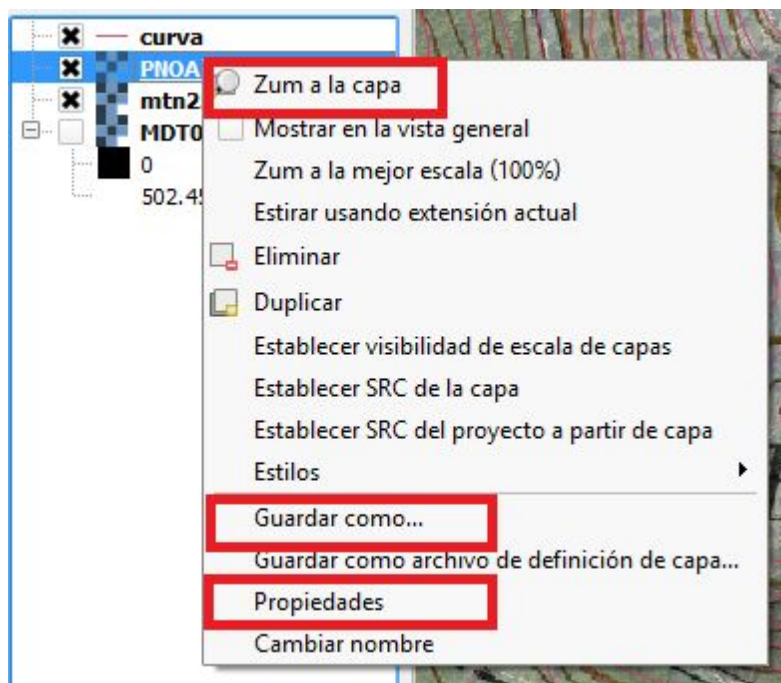 curva
PNOA
mtn2
MDT0
0
502.4
Zum a la capa
Mostrar en la vista general
Zum a la mejor escala (100%)
Estirar usando extensión actual
Eliminar
Duplicar
Establecer visibilidad de escala de capas
Establecer SRC de la capa
Establecer SRC del proyecto a partir de capa
Estilos
Guardar como...
Guardar como archivo de definición de capa...
Propiedades
Cambiar nombre